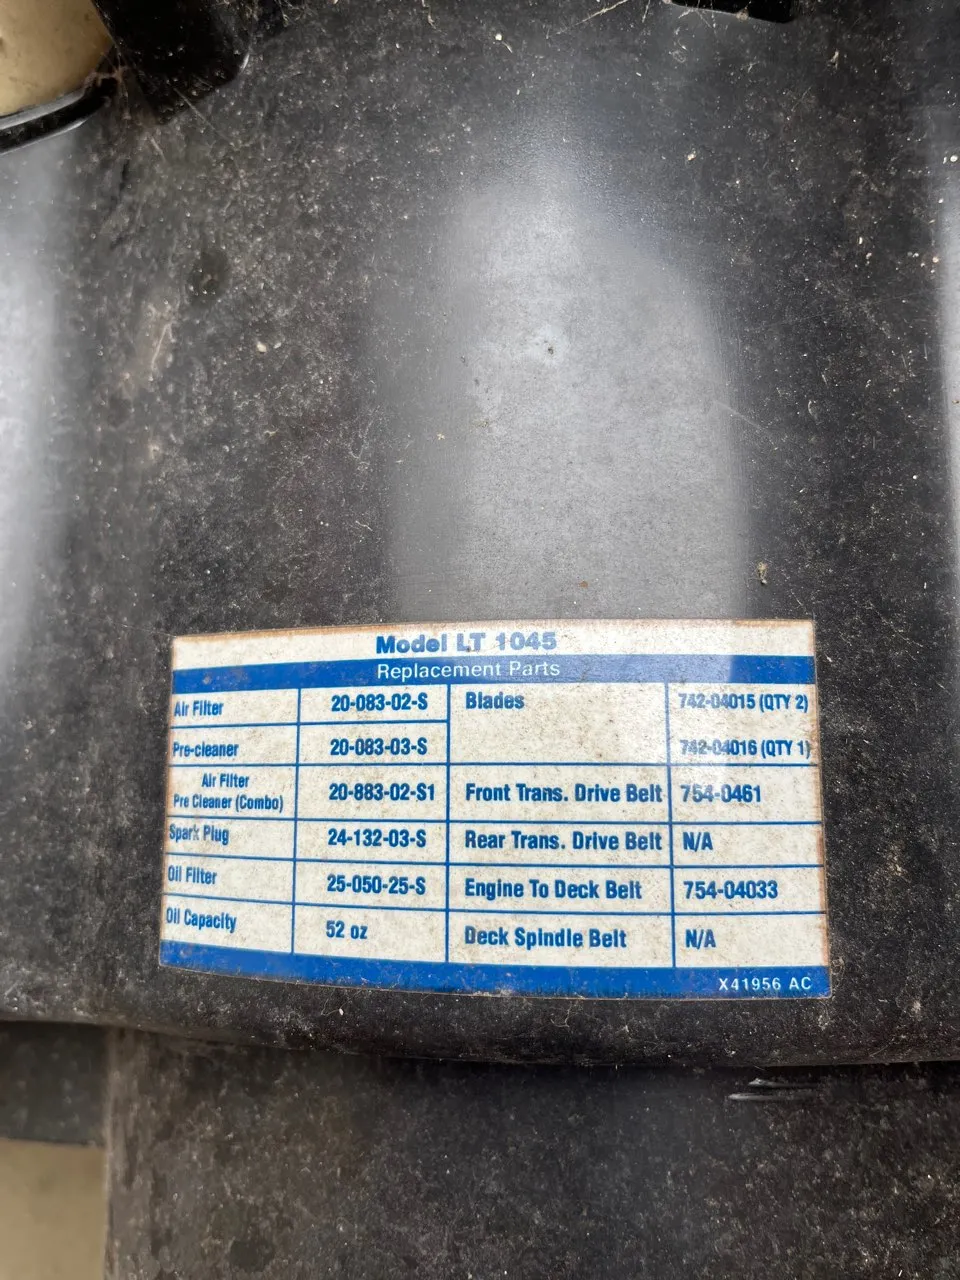 Model LT 1045
Replacement Parts
Air Filter 20-083-02-S Blades 742-04015 (QTY 2)
Pre-cleaner 20-083-03-S 742-04016 (QTY 1)
Air Filter
Pre Cleaner (Combo) 20-883-02-S1 Front Trans. Drive Belt 754-0461
Spark Plug 24-132-03-S Rear Trans. Drive Belt N/A
Oil Filter 25-050-25-S Engine To Deck Belt 754-04033
Oil Capacity 52 oz Deck Spindle Belt N/A
X41956 AC